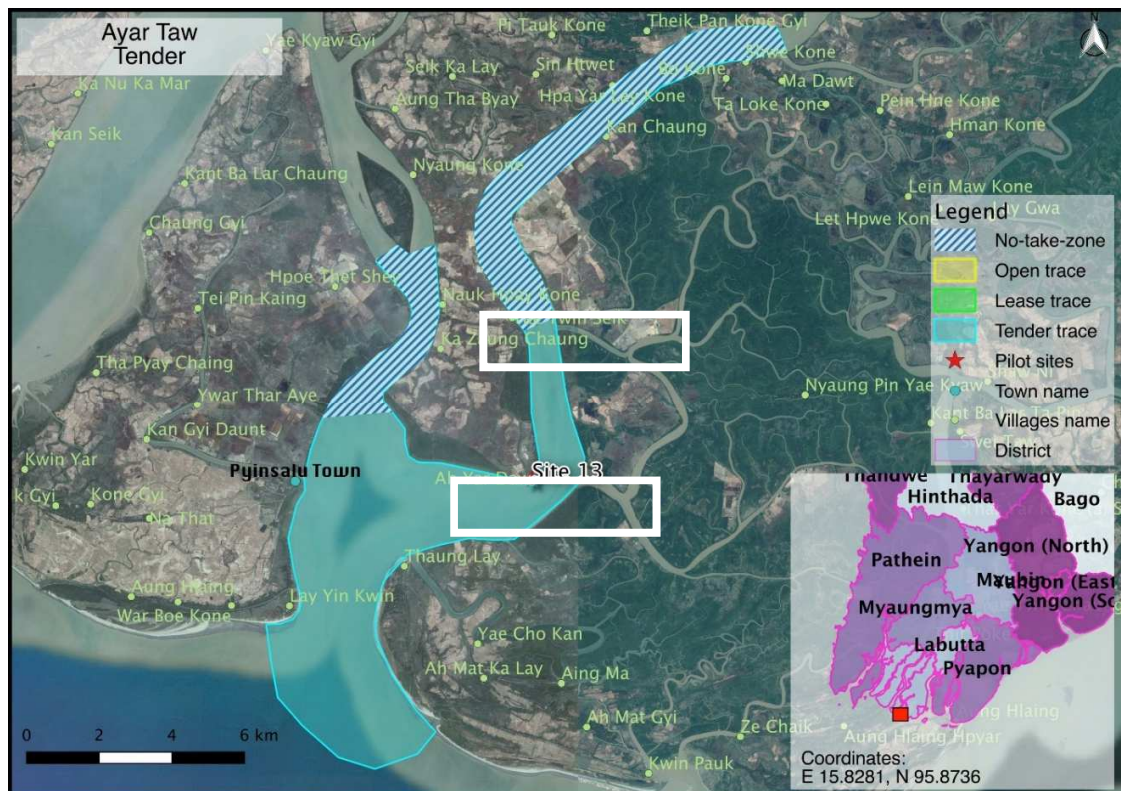 Ayar Taw
Tender
N
Pi Tauk Kone
Theik Pan Kone Gyi
Yae Kyaw Gyi
Seik Ka Lay
Sin Htwet
Bo Kone
Shwe Kone
Ka Nu Ka Mar
Ma Dawt
Aung Tha Byay
Hpa Yar Lay Kone
Ta Loke Kone
Pein Hne Kone
Kan Seik
Kan Chaung
Hman Kone
Kant Ba Lar Chaung
Nyaung Kone
Lein Maw Kone
Let Hpwe Kone
Gwa
Chaung Gyi
Legend
No-take-zone
Open trace
Lease trace
Tender trace
Pilot sites
Town name
Villages name
District
Tei Pin Kaing
Ka Zaung Chaung
Tha Pyay Chaing
Nyaung Pin Yae Kyaw
Ywar Thar Aye
Kan Gyi Daunt
Kwin Yar
Pyinsalu Town
Site 13
k Gyi
Kone Gyi
Na That
Thaung Lay
Aung Hlaing
War Boe Kone
Lay Yin Kwin
Yae Cho Kan
Ah Mat Ka Lay
Aing Ma
Ah Mat Gyi
Ze Chaik
Kwin Pauk
0 2 4 6 km
Thandwe
Thayarwady
Hinthada
Bago
Pathein
Yangon (North)
Yangon (East
Myaungmya
Labutta
Pyapon
Aung Hlaing Hpyar
Coordinates:
E 15.8281, N 95.8736